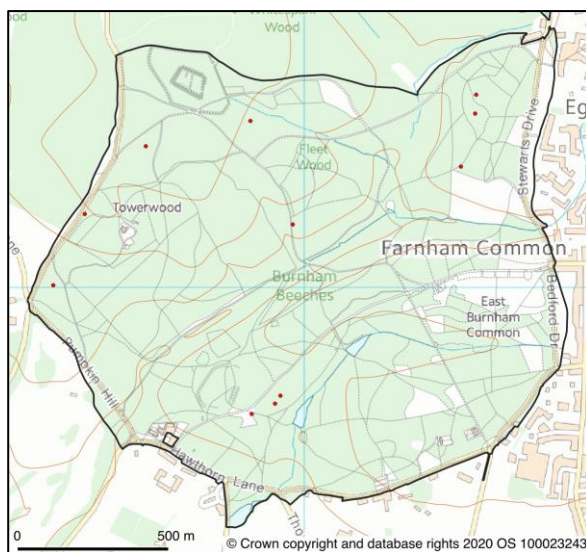 Wood
Wood
Eg
Stewarts Drive
Fleet
Wood
Towerwood
Farnham Common
Burnham
Beeches
East
Burnham
Common
Bedford Dr
Pumpkin Hill
Hawthorn Lane
Tho
0
500 m
© Crown copyright and database rights 2020 OS 100023243